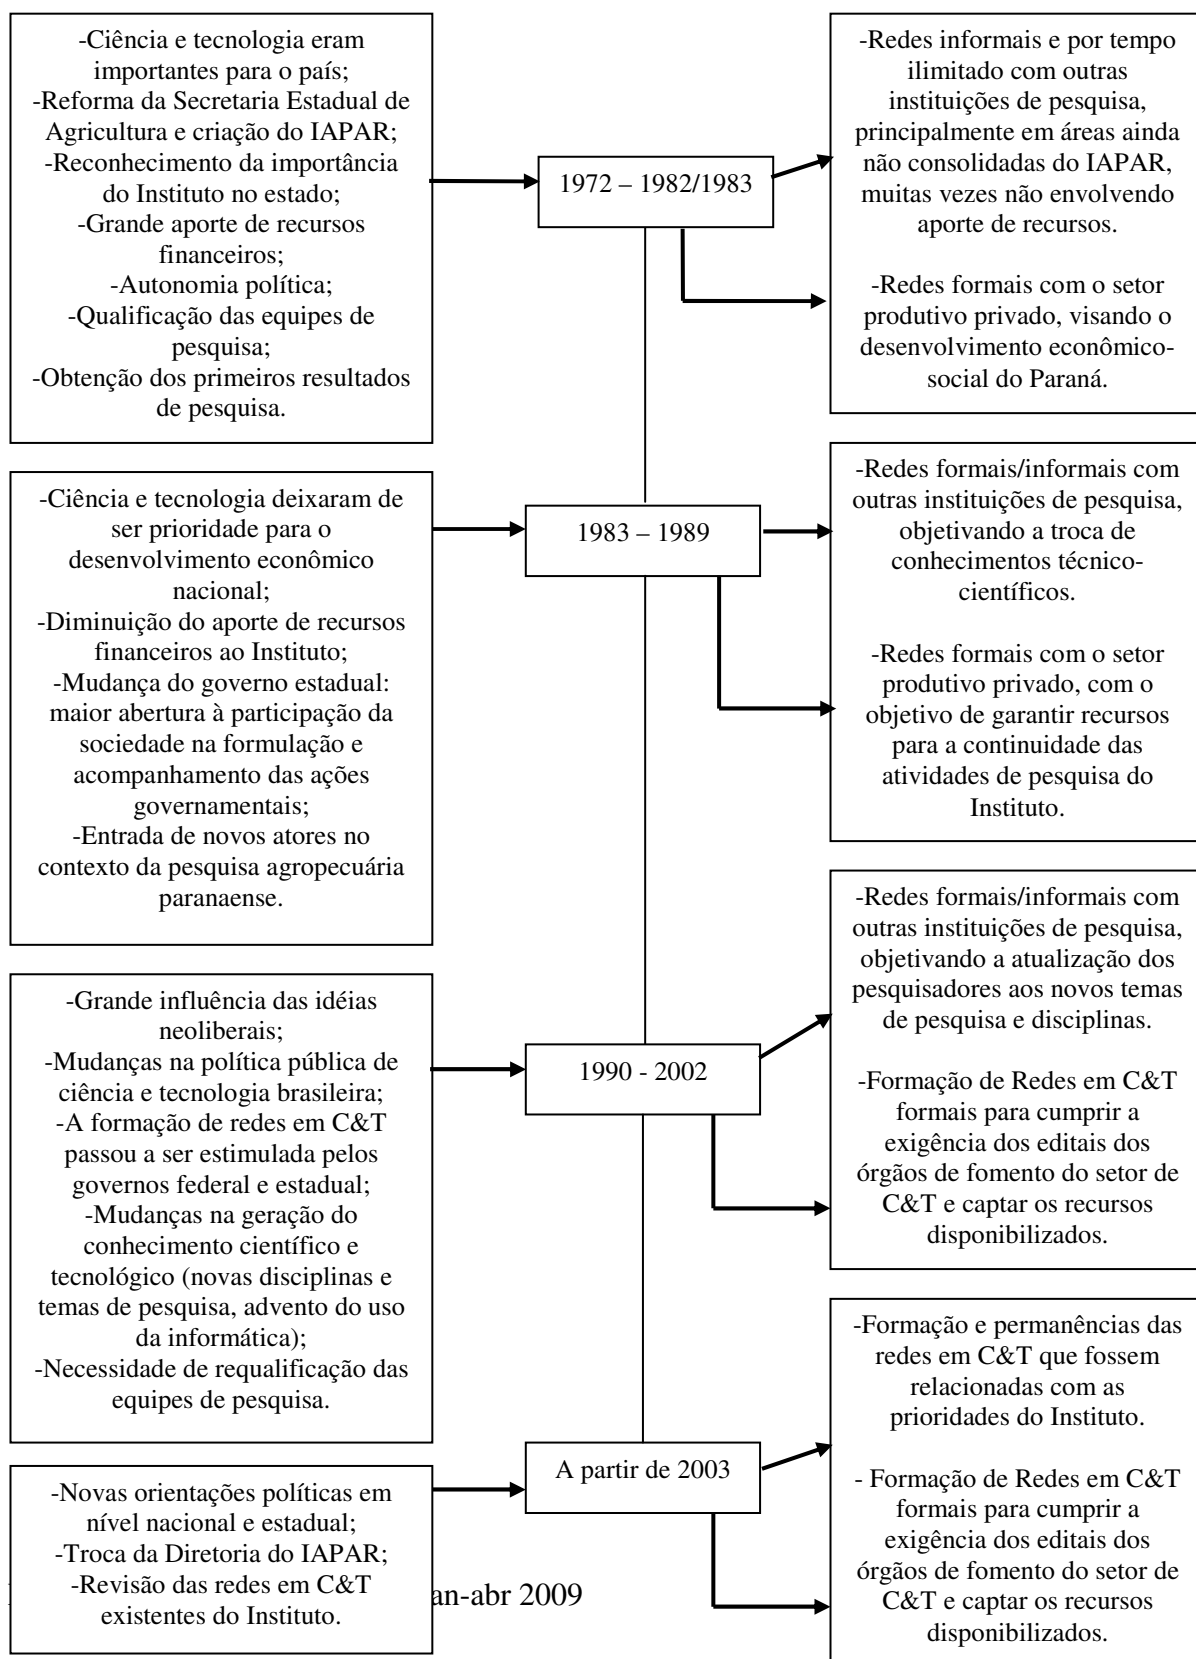 -Ciência e tecnologia eram
importantes para o país;
-Reforma da Secretaria Estadual de
Agricultura e criação do IAPAR;
-Reconhecimento da importância
do Instituto no estado;
-Grande aporte de recursos
financeiros;
-Autonomia política;
-Qualificação das equipes de
pesquisa;
-Obtenção dos primeiros resultados
de pesquisa.
1972 – 1982/1983
-Redes informais e por tempo
ilimitado com outras
instituições de pesquisa,
principalmente em áreas ainda
não consolidadas do IAPAR,
muitas vezes não envolvendo
aporte de recursos.
-Redes formais com o setor
produtivo privado, visando o
desenvolvimento econômico-
social do Paraná.
-Ciência e tecnologia deixaram de
ser prioridade para o
desenvolvimento econômico
nacional;
-Diminuição do aporte de recursos
financeiros ao Instituto;
-Mudança do governo estadual:
maior abertura à participação da
sociedade na formulação e
acompanhamento das ações
governamentais;
-Entrada de novos atores no
contexto da pesquisa agropecuária
paranaense.
1983 – 1989
-Redes formais/informais com
outras instituições de pesquisa,
objetivando a troca de
conhecimentos técnico-
científicos.
-Redes formais com o setor
produtivo privado, com o
objetivo de garantir recursos
para a continuidade das
atividades de pesquisa do
Instituto.
-Grande influência das idéias
neoliberais;
-Mudanças na política pública de
ciência e tecnologia brasileira;
-A formação de redes em C&T
passou a ser estimulada pelos
governos federal e estadual;
-Mudanças na geração do
conhecimento científico e
tecnológico (novas disciplinas e
temas de pesquisa, advento do uso
da informática);
-Necessidade de requalificação das
equipes de pesquisa.
1990 - 2002
-Redes formais/informais com
outras instituições de pesquisa,
objetivando a atualização dos
pesquisadores aos novos temas
de pesquisa e disciplinas.
-Formação de Redes em C&T
formais para cumprir a
exigência dos editais dos
órgãos de fomento do setor de
C&T e captar os recursos
disponibilizados.
-Novas orientações políticas em
nível nacional e estadual;
-Troca da Diretoria do IAPAR;
-Revisão das redes em C&T
existentes do Instituto.
A partir de 2003
-Formação e permanências das
redes em C&T que fossem
relacionadas com as
prioridades do Instituto.
- Formação de Redes em C&T
formais para cumprir a
exigência dos editais dos
órgãos de fomento do setor de
C&T e captar os recursos
disponibilizados.
an-abr 2009